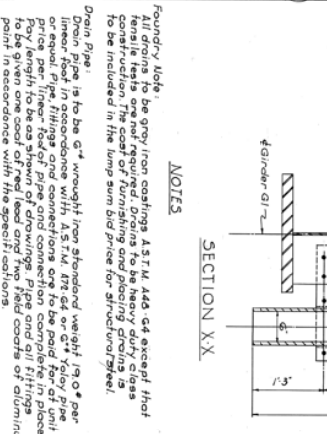 ℄ Girder G1
6"
1'-3"
SECTION X-X
NOTES
Foundry Note:
All drains to be gray iron castings A.S.T.M. A48-64 except that
tensile tests are not required. Drains to be heavy duty class
construction. The cost of furnishing and placing drains is
to be included in the lump sum bid price for structural steel.
Drain Pipe:
Drain pipe is to be 6"ᵠ wrought iron standard weight 19.0# per
linear foot in accordance with A.S.T.M. A72-64 or 6"ᵠ Yoloy pipe
or equal. Pipe, fittings and connections are to be paid for at unit
price per linear foot of pipe and connection complete in place
Pay length to be as shown of drawings. Pipe and all fittings
to be given one coat of red lead and two field coats of alumin
paint in accordance with the specifications.